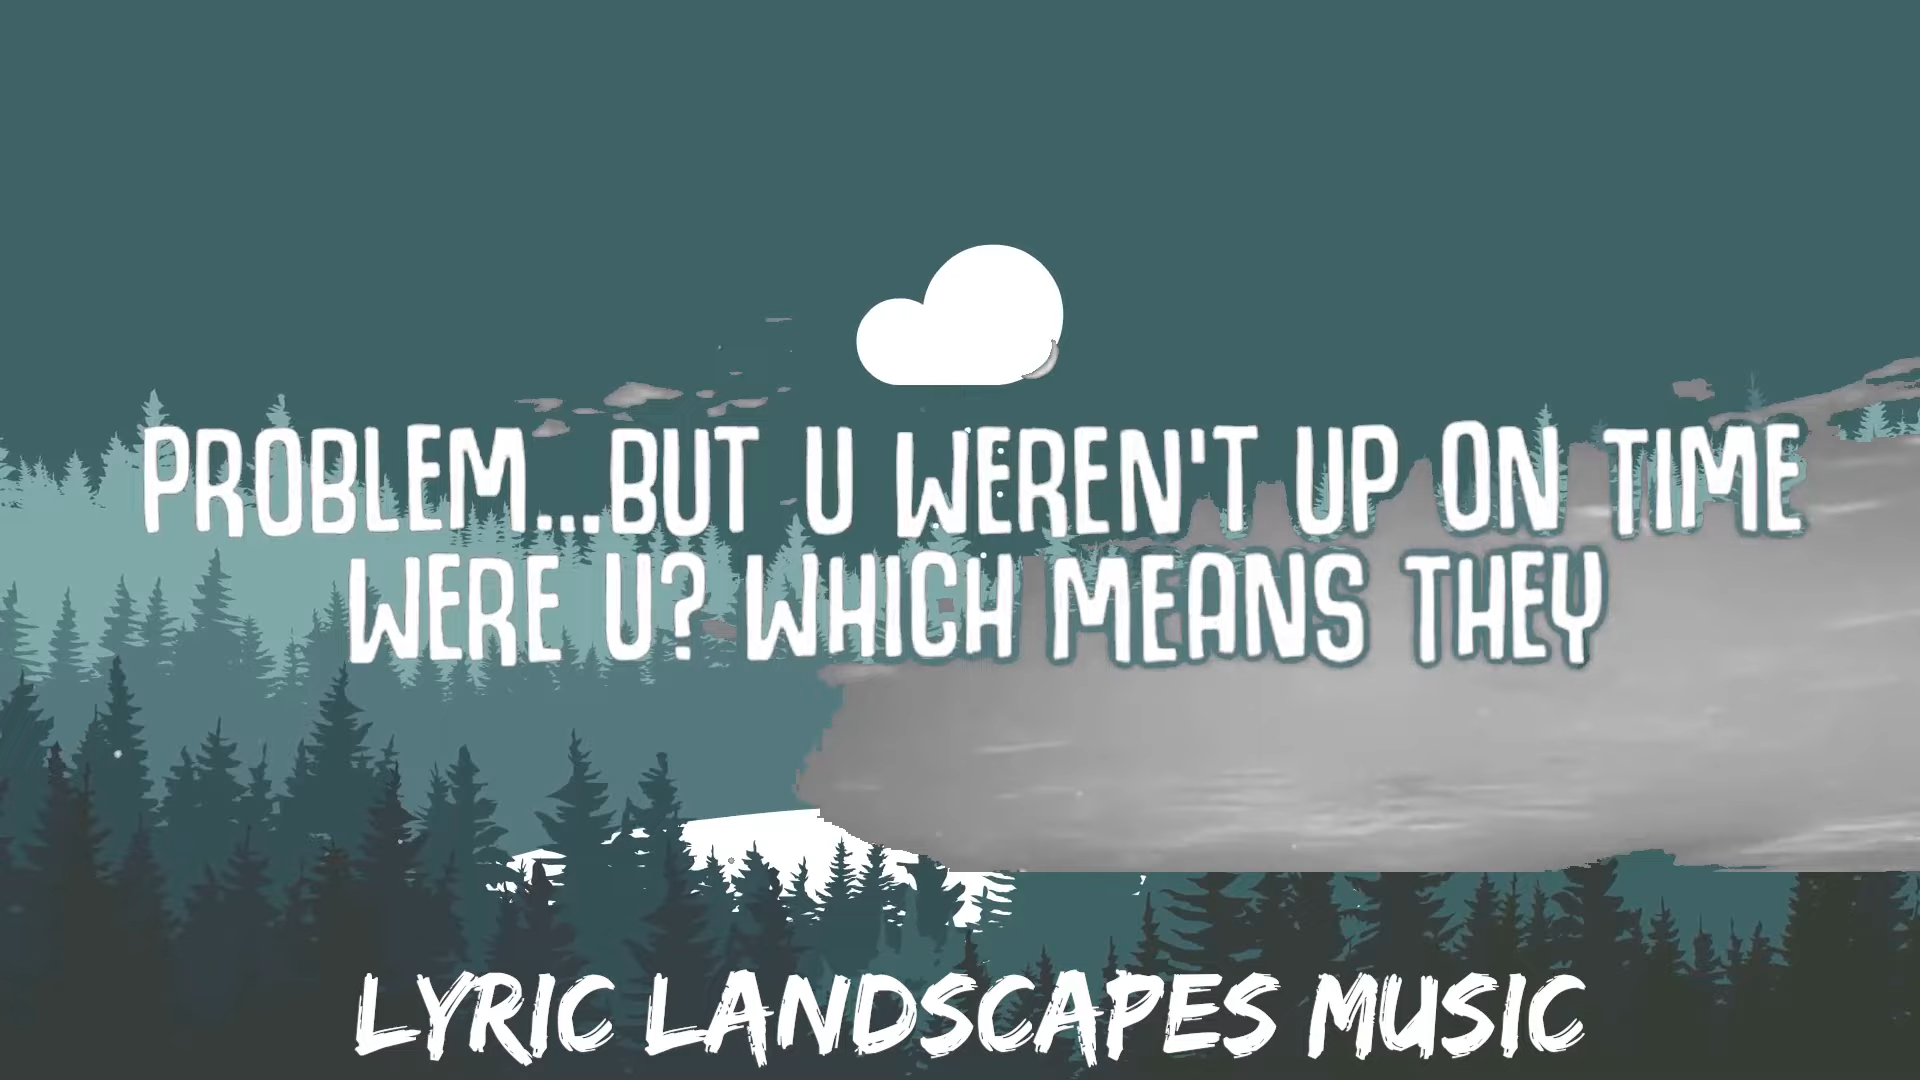 PROBLEM...BUT U WEREN'T UP ON TIME
WERE U? WHICH MEANS THEY
LYRIC LANDSCAPES MUSIC